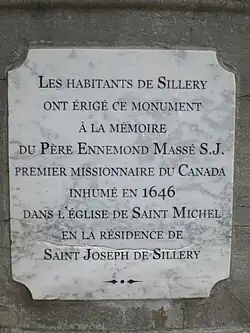 Les habitants de Sillery
ont érigé ce monument
à la mémoire
du Père Ennemond Massé S.J.
premier missionnaire du Canada
inhumé en 1646
dans l'église de Saint Michel
en la résidence de
Saint Joseph de Sillery